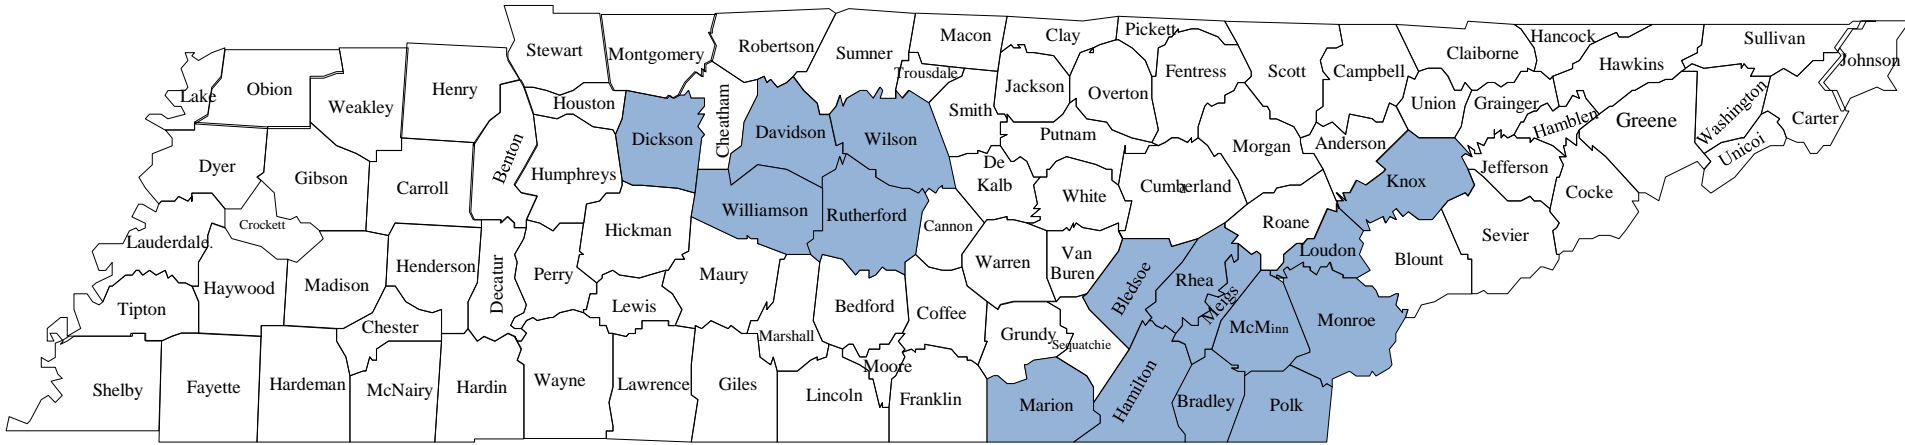 Lake
Obion
Weakley
Henry
Stewart
Montgomery
Robertson
Sumner
Macon
Trousdale
Clay
Pickett
Jackson
Overton
Fentress
Scott
Campbell
Claiborne
Hancock
Hawkins
Sullivan
Johnson
Carter
Washington
Unicoi
Greene
Hamblen
Grainger
Union
Anderson
Morgan
Putnam
Smith
Wilson
Davidson
Cheatham
Dickson
Houston
Humphreys
Benton
Carroll
Gibson
Dyer
Crockett
Lauderdale.
Haywood
Madison
Henderson
Decatur
Perry
Hickman
Williamson
Rutherford
Cannon
De
Kalb
White
Cumberland
Roane
Knox
Jefferson
Cocke
Sevier
Blount
Loudon
Monroe
McMinn
Meigs
Rhea
Bledsoe
Van
Buren
Warren
Coffee
Bedford
Maury
Lewis
Marshall
Chester
Tipton
Shelby
Fayette
Hardeman
McNairy
Hardin
Wayne
Lawrence
Giles
Lincoln
Moore
Franklin
Grundy
Sequatchie
Marion
Hamilton
Bradley
Polk